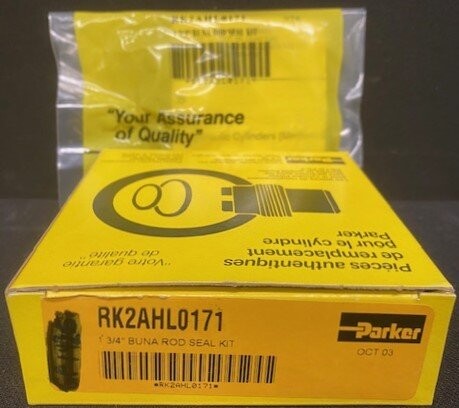 RK2AHL0171
"Your Assurance
of Quality"
Parker
Pièces authentiques
de remplacement
pour le cylindre
Parker
"Votre garantie
de qualité"
RK2AHL0171
1 3/4" BUNA ROD SEAL KIT
*RK2AHL0171*
Parker
OCT 03